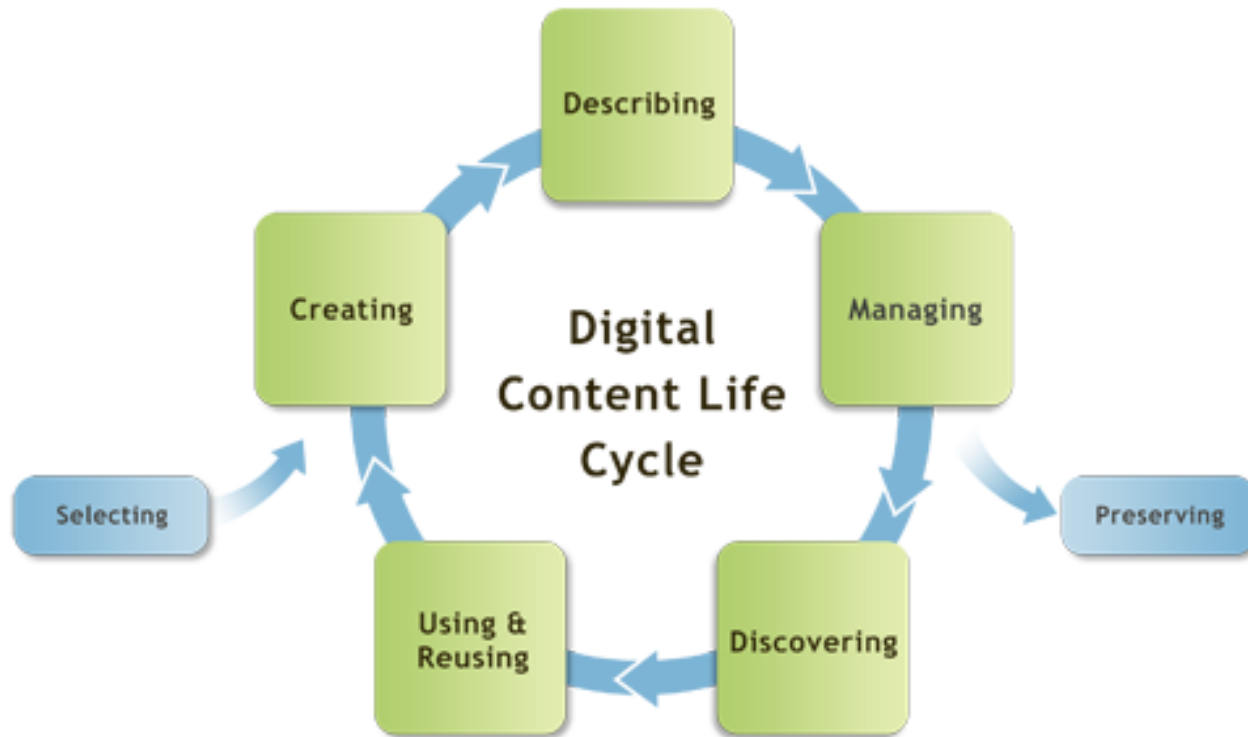 Describing
Creating
Managing
Digital
Content Life
Cycle
Selecting
Preserving
Using &
Reusing
Discovering